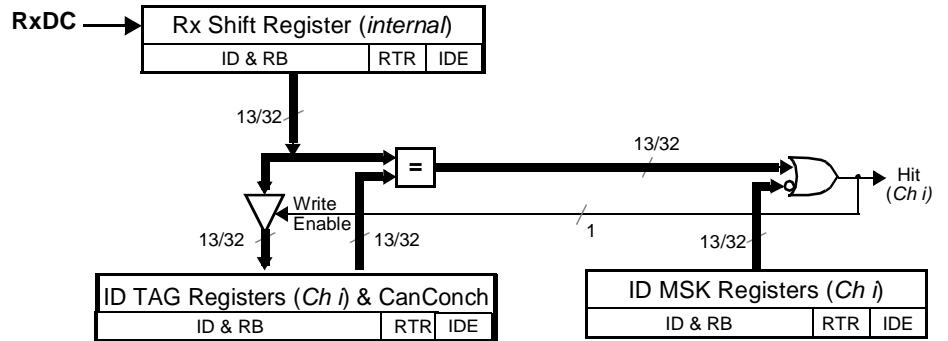 RxDC
Rx Shift Register (internal)
ID & RB RTR IDE
13/32
13/32
=
Hit
(Ch i)
Write
Enable
1
13/32
13/32
13/32
ID TAG Registers (Ch i) & CanConch
ID & RB RTR IDE
ID MSK Registers (Ch i)
ID & RB RTR IDE